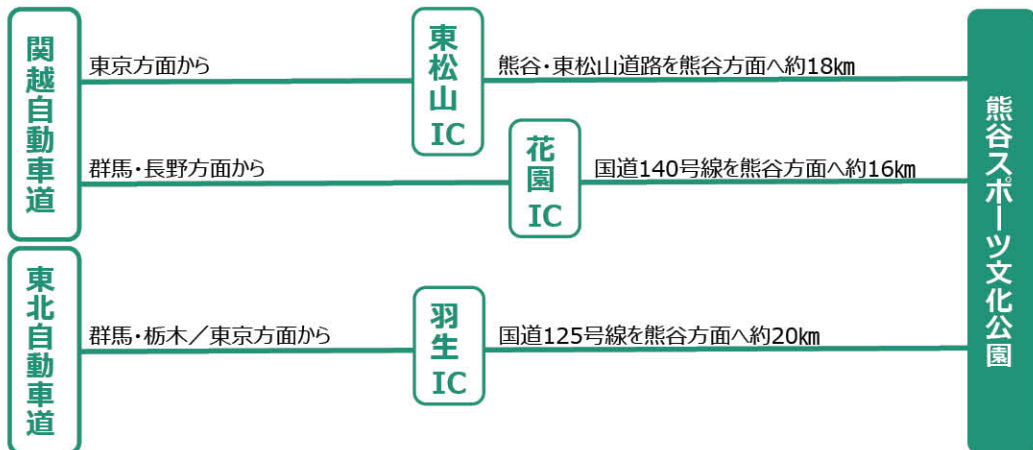 関越自動車道
東京方面から
東松山IC
熊谷・東松山道路を熊谷方面へ約18㎞
群馬・長野方面から
花園IC
国道140号線を熊谷方面へ約16㎞
東北自動車道
群馬・栃木／東京方面から
羽生IC
国道125号線を熊谷方面へ約20㎞
熊谷スポーツ文化公園